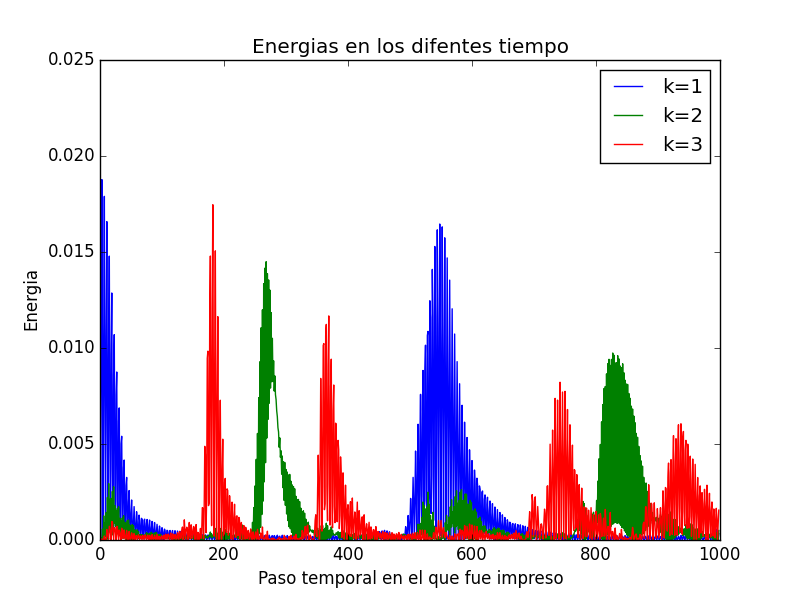 Energias en los difentes tiempo
0.025
0.020
0.015
0.010
0.005
0.000
Energia
k=1
k=2
k=3
0 200 400 600 800 1000
Paso temporal en el que fue impreso